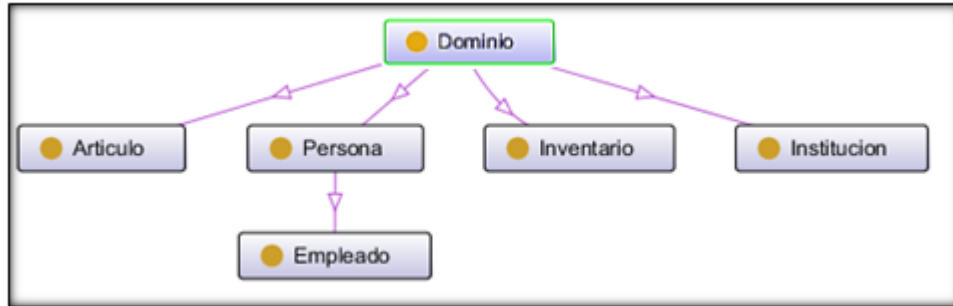 Dominio
Articulo
Persona
Inventario
Institucion
Empleado